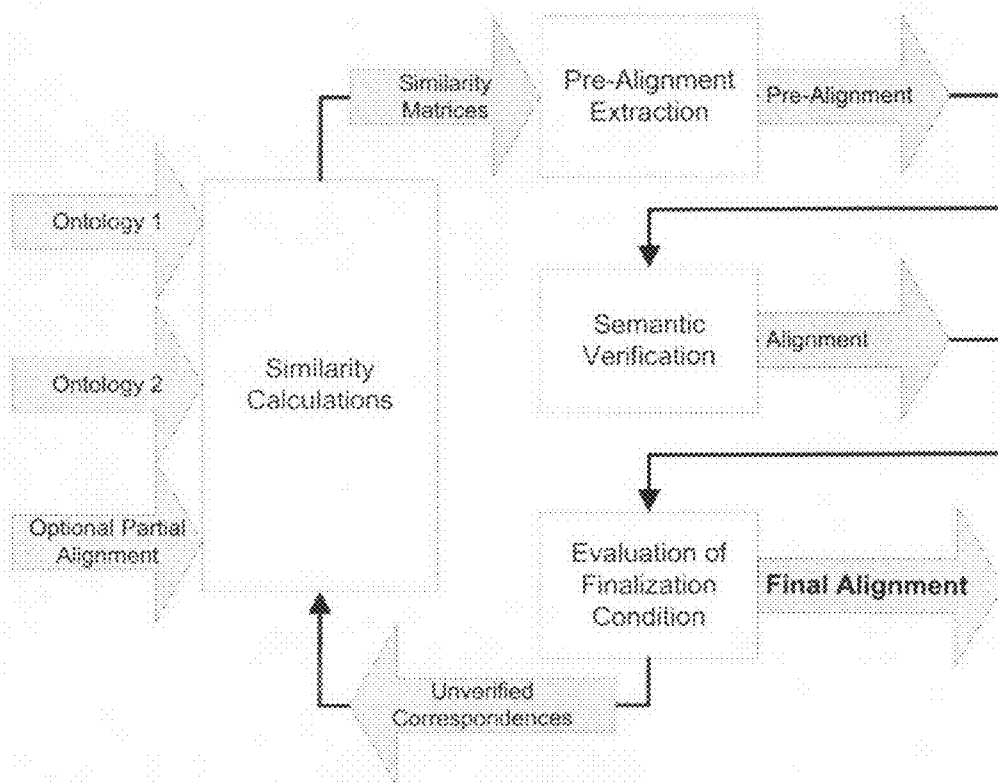 Similarity
Matrices
Pre-Alignment
Extraction
Pre-Alignment
Ontology 1
Ontology 2
Optional Partial
Alignment
Similarity
Calculations
Semantic
Verification
Alignment
Evaluation of
Finalization
Condition
Final Alignment
Unverified
Correspondences